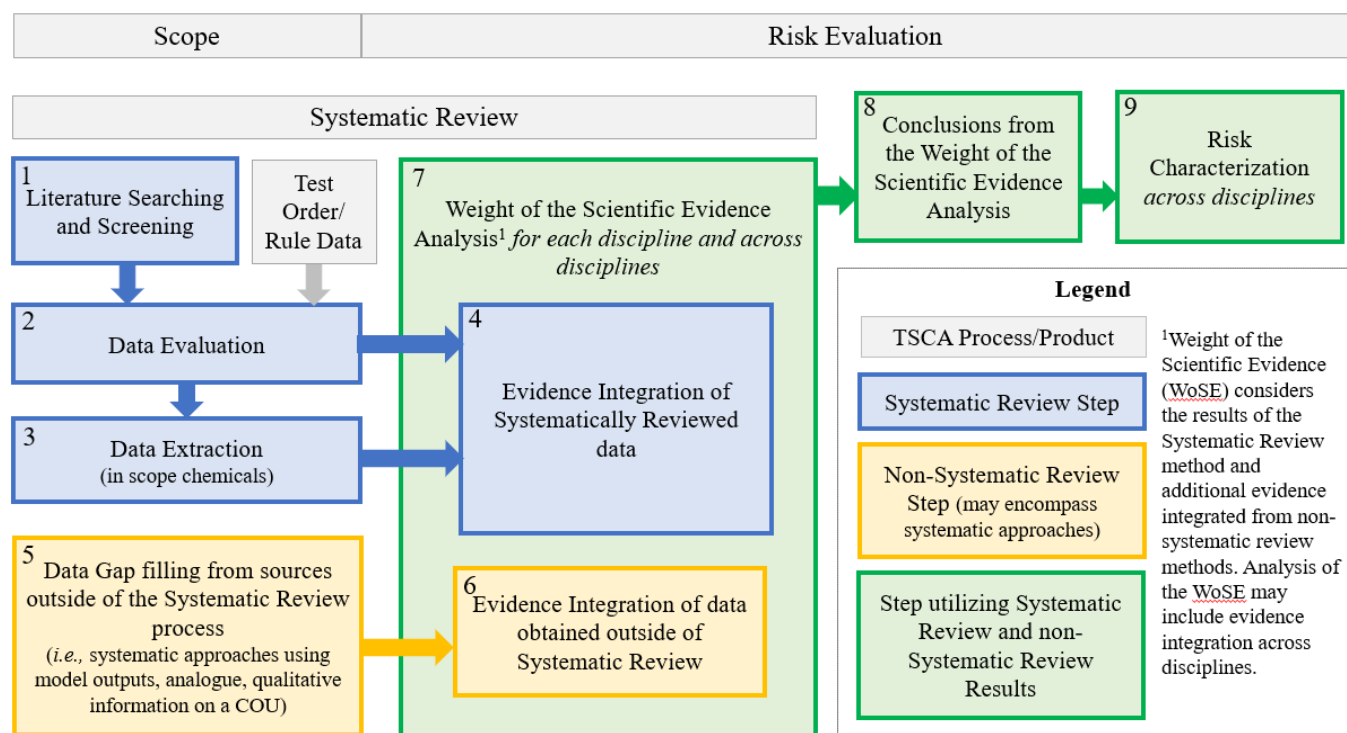 Scope
Risk Evaluation
Systematic Review
1
Literature Searching
and Screening
Test
Order/
Rule Data
2
Data Evaluation
3
Data Extraction
(in scope chemicals)
5
Data Gap filling from sources
outside of the Systematic Review
process
(i.e., systematic approaches using
model outputs, analogue, qualitative
information on a COU)
7
Weight of the Scientific Evidence
Analysis¹ for each discipline and across
disciplines
4
Evidence Integration of
Systematically Reviewed
data
6
Evidence Integration of data
obtained outside of
Systematic Review
8
Conclusions from
the Weight of the
Scientific Evidence
Analysis
9
Risk
Characterization
across disciplines
Legend
TSCA Process/Product
Systematic Review Step
Non-Systematic Review
Step (may encompass
systematic approaches)
Step utilizing Systematic
Review and non-
Systematic Review
Results
¹Weight of the
Scientific Evidence
(WoSE) considers
the results of the
Systematic Review
method and
additional evidence
integrated from non-
systematic review
methods. Analysis of
the WoSE may
include evidence
integration across
disciplines.